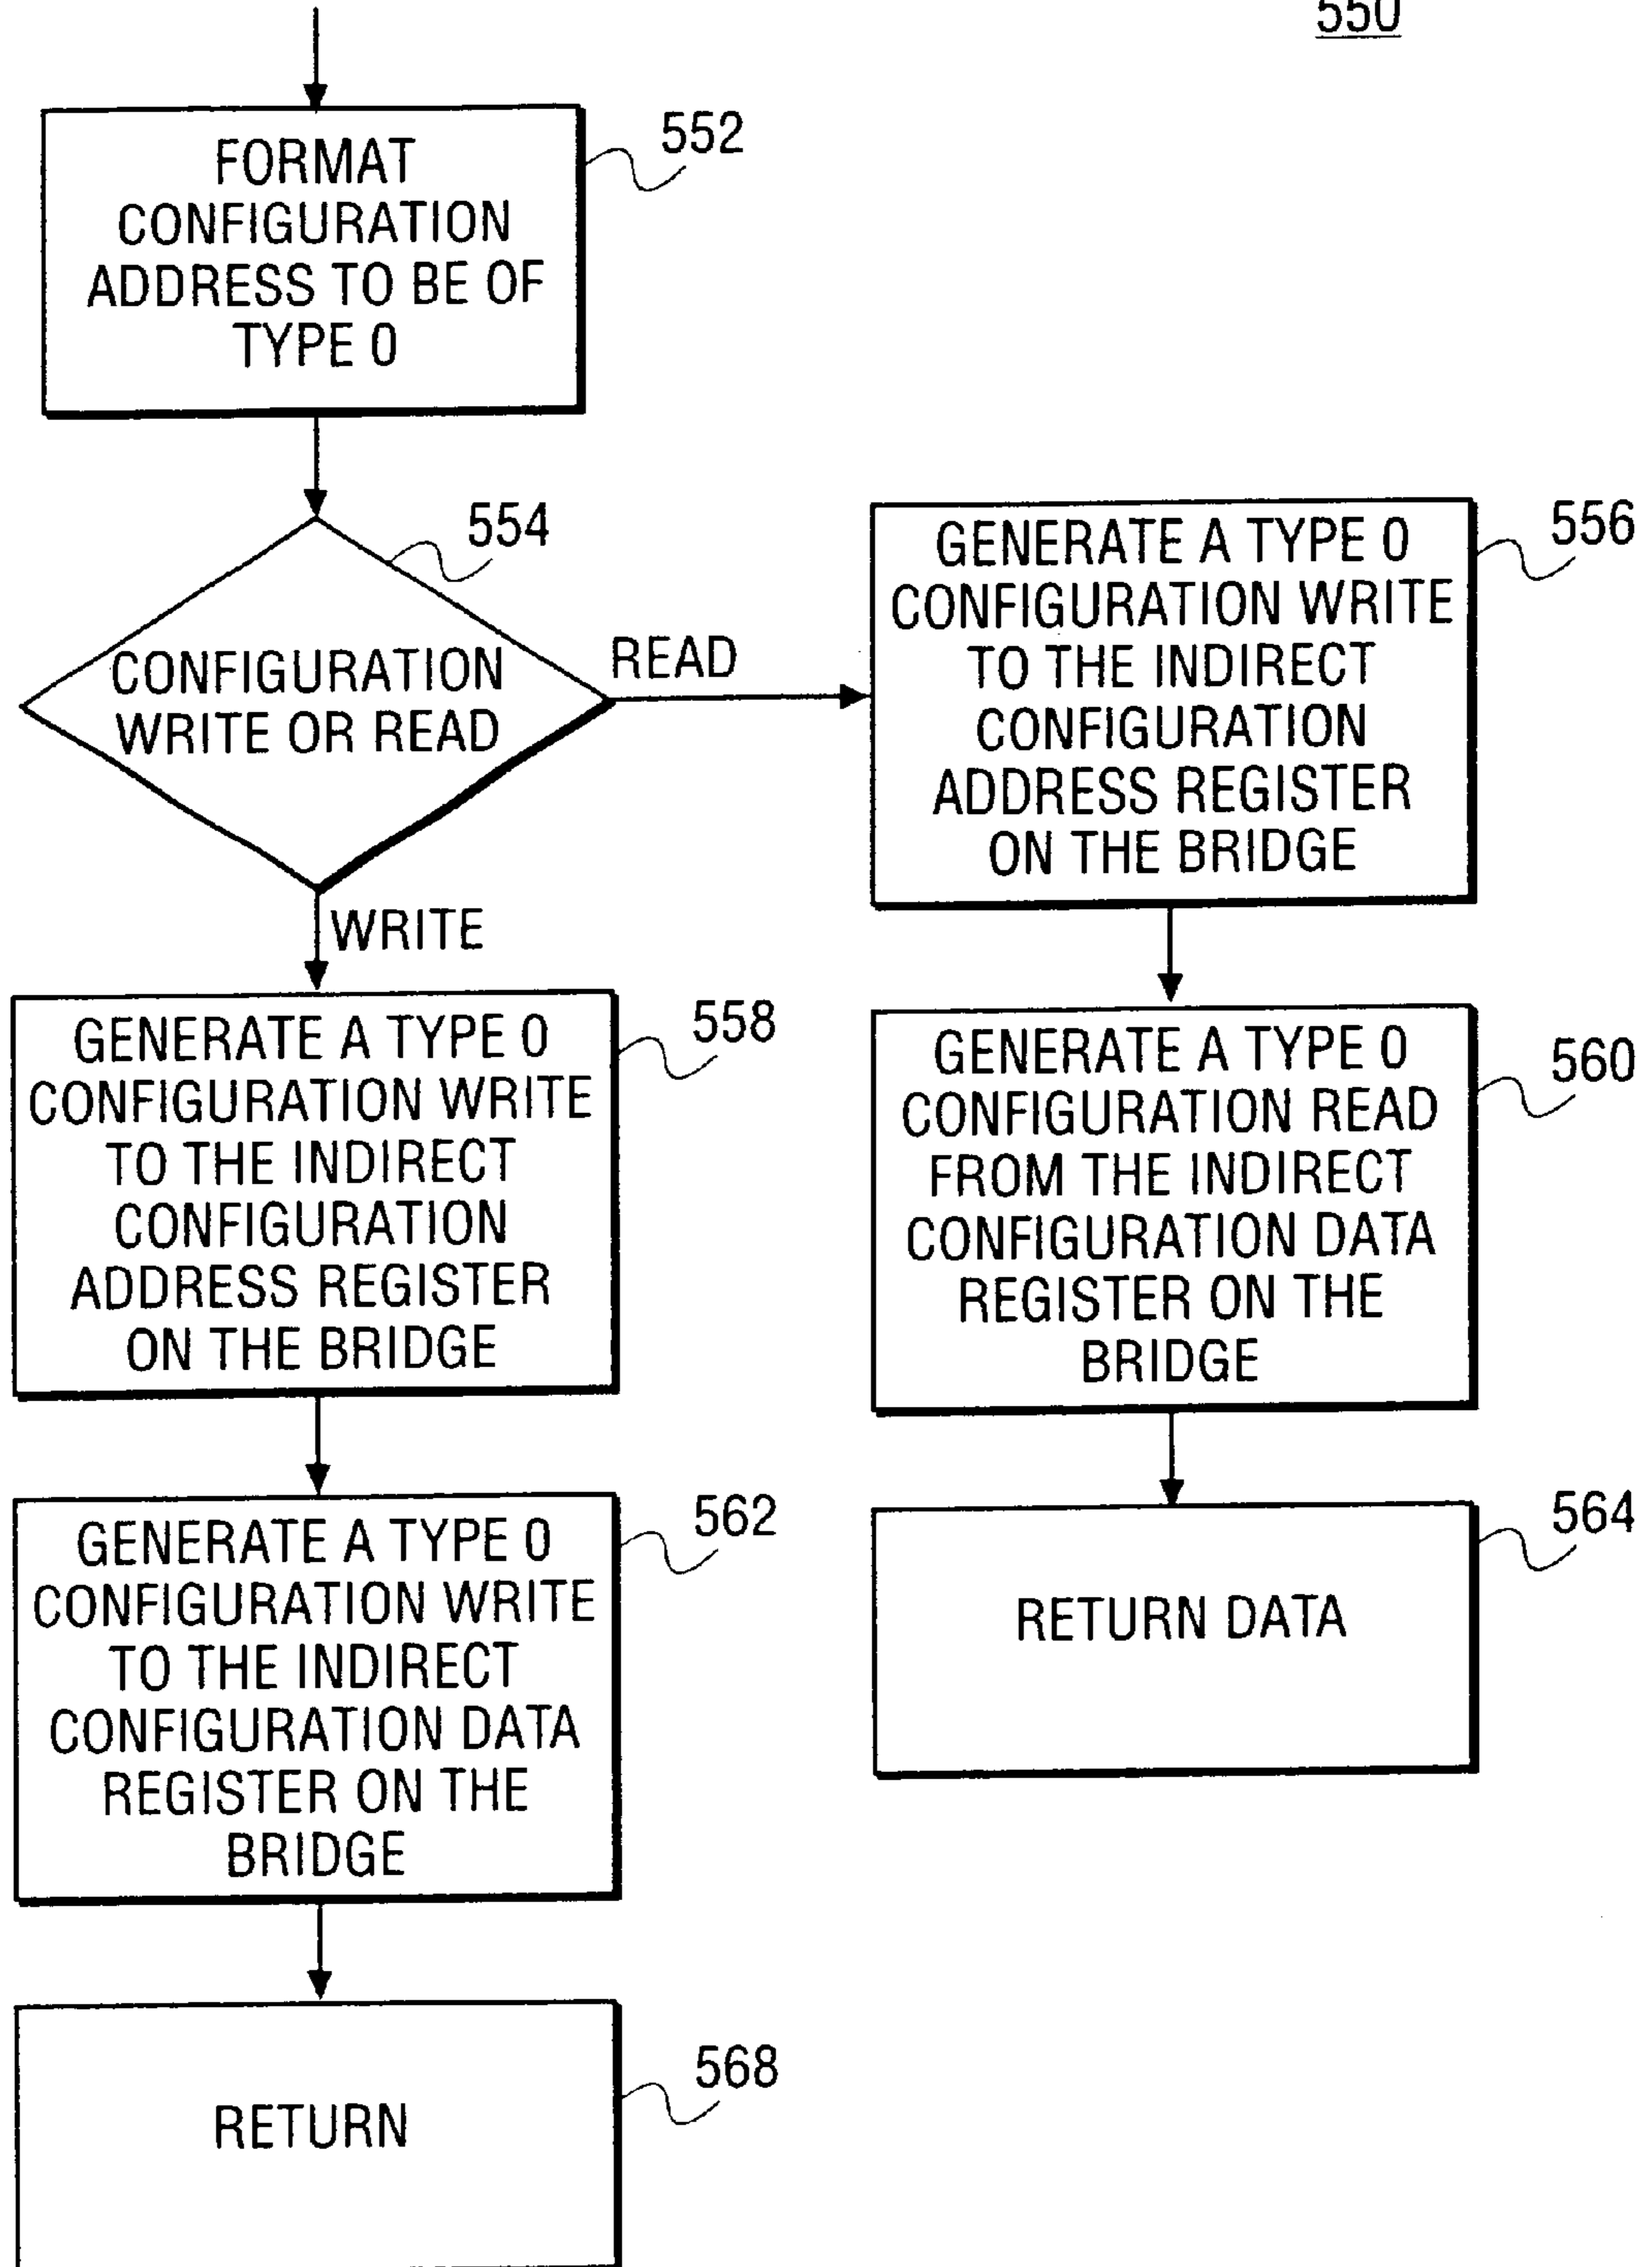 550
FORMAT
CONFIGURATION
ADDRESS TO BE OF
TYPE 0
552
554
CONFIGURATION
WRITE OR READ
READ
WRITE
GENERATE A TYPE 0
CONFIGURATION WRITE
TO THE INDIRECT
CONFIGURATION
ADDRESS REGISTER
ON THE BRIDGE
556
GENERATE A TYPE 0
CONFIGURATION WRITE
TO THE INDIRECT
CONFIGURATION
ADDRESS REGISTER
ON THE BRIDGE
558
GENERATE A TYPE 0
CONFIGURATION READ
FROM THE INDIRECT
CONFIGURATION DATA
REGISTER ON THE
BRIDGE
560
GENERATE A TYPE 0
CONFIGURATION WRITE
TO THE INDIRECT
CONFIGURATION DATA
REGISTER ON THE
BRIDGE
562
RETURN DATA
564
RETURN
568